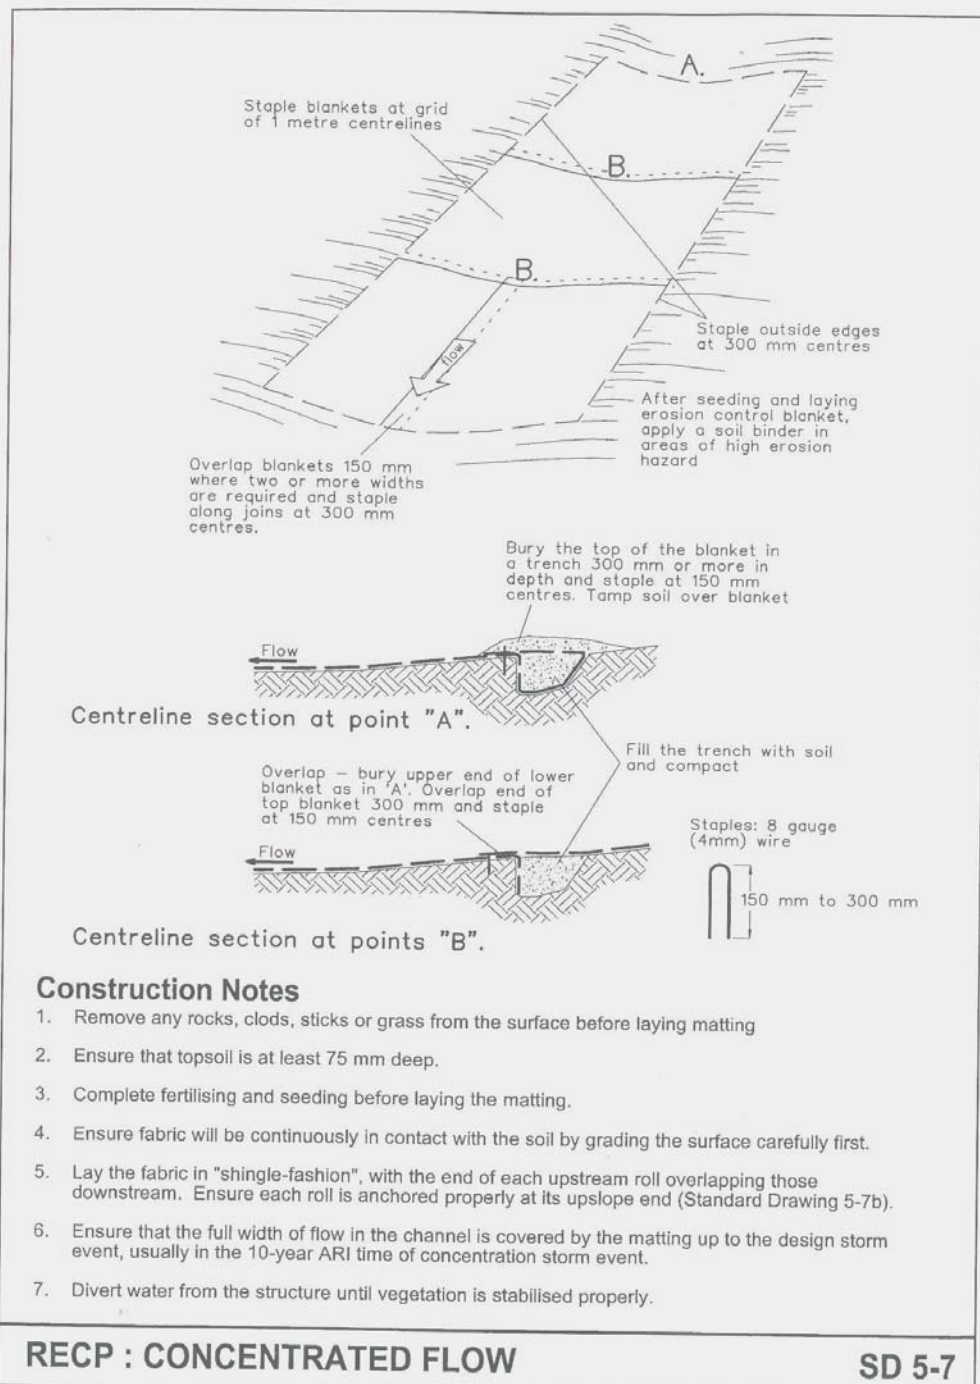 A.
Staple blankets at grid
of 1 metre centrelines
B.
B.
flow
Staple outside edges
at 300 mm centres
After seeding and laying
erosion control blanket,
apply a soil binder in
areas of high erosion
hazard
Overlap blankets 150 mm
where two or more widths
are required and staple
along joins at 300 mm
centres.
Bury the top of the blanket in
a trench 300 mm or more in
depth and staple at 150 mm
centres. Tamp soil over blanket
Flow
Centreline section at point "A".
Fill the trench with soil
and compact
Overlap – bury upper end of lower
blanket as in 'A'. Overlap end of
top blanket 300 mm and staple
at 150 mm centres
Staples: 8 gauge
(4mm) wire
Flow
150 mm to 300 mm
Centreline section at points "B".
Construction Notes
1. Remove any rocks, clods, sticks or grass from the surface before laying matting
2. Ensure that topsoil is at least 75 mm deep.
3. Complete fertilising and seeding before laying the matting.
4. Ensure fabric will be continuously in contact with the soil by grading the surface carefully first.
5. Lay the fabric in "shingle-fashion", with the end of each upstream roll overlapping those
downstream. Ensure each roll is anchored properly at its upslope end (Standard Drawing 5-7b).
6. Ensure that the full width of flow in the channel is covered by the matting up to the design storm
event, usually in the 10-year ARI time of concentration storm event.
7. Divert water from the structure until vegetation is stabilised properly.
RECP : CONCENTRATED FLOW
SD 5-7